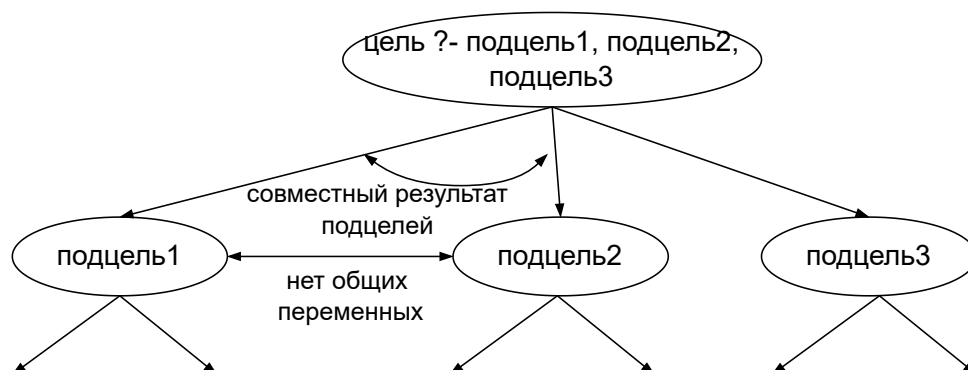 цель ?- подцель1, подцель2,
подцель3
совместный результат
подцелей
подцель1
подцель2
подцель3
нет общих
переменных